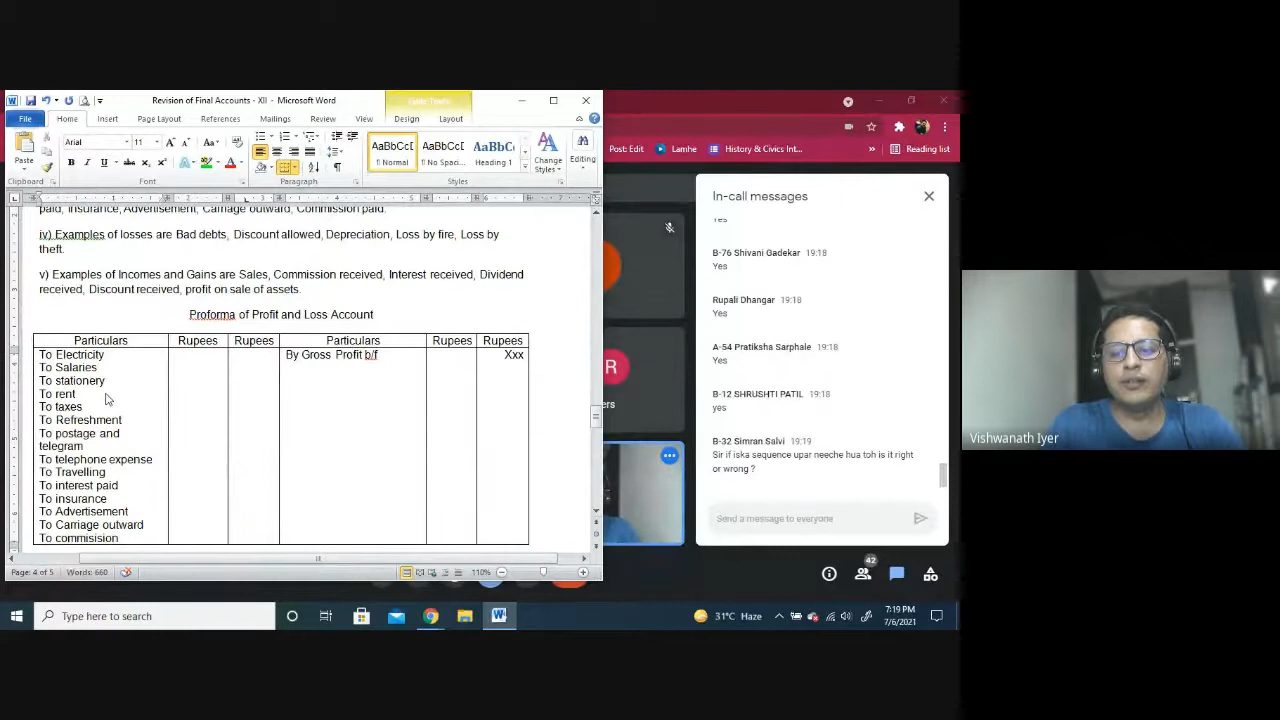 Revision of Final Accounts - XII - Microsoft Word
File Home Insert Page Layout References Mailings Review View Design Layout
Paste
Arial 11
AaBbCcI AaBbCcI AaBbC
¶ Normal ¶ No Spaci... Heading 1
Change Styles
Editing
Clipboard Font Paragraph Styles
paid, Insurance, Advertisement, Carriage outward, Commission paid.
iv) Examples of losses are Bad debts, Discount allowed, Depreciation, Loss by fire, Loss by
theft.
v) Examples of Incomes and Gains are Sales, Commission received, Interest received, Dividend
received, Discount received, profit on sale of assets.
Proforma of Profit and Loss Account
Particulars Rupees Rupees Particulars Rupees Rupees
To Electricity By Gross Profit b/f Xxx
To Salaries
To stationery
To rent
To taxes
To Refreshment
To postage and
telegram
To telephone expense
To Travelling
To interest paid
To insurance
To Advertisement
To Carriage outward
To commisision
Page: 4 of 5 Words: 660 110%
Post: Edit Lamhe History & Civics Int... » Reading list
R
ers
In-call messages
Yes
B-76 Shivani Gadekar 19:18
Yes
Rupali Dhangar 19:18
Yes
A-54 Pratiksha Sarphale 19:18
Yes
B-12 SHRUSHTI PATIL 19:18
yes
B-32 Simran Salvi 19:19
Sir if iska sequence upar neeche hua toh is it right
or wrong ?
Send a message to everyone
42
Vishwanath Iyer
Type here to search
31°C Haze
7:19 PM
7/6/2021